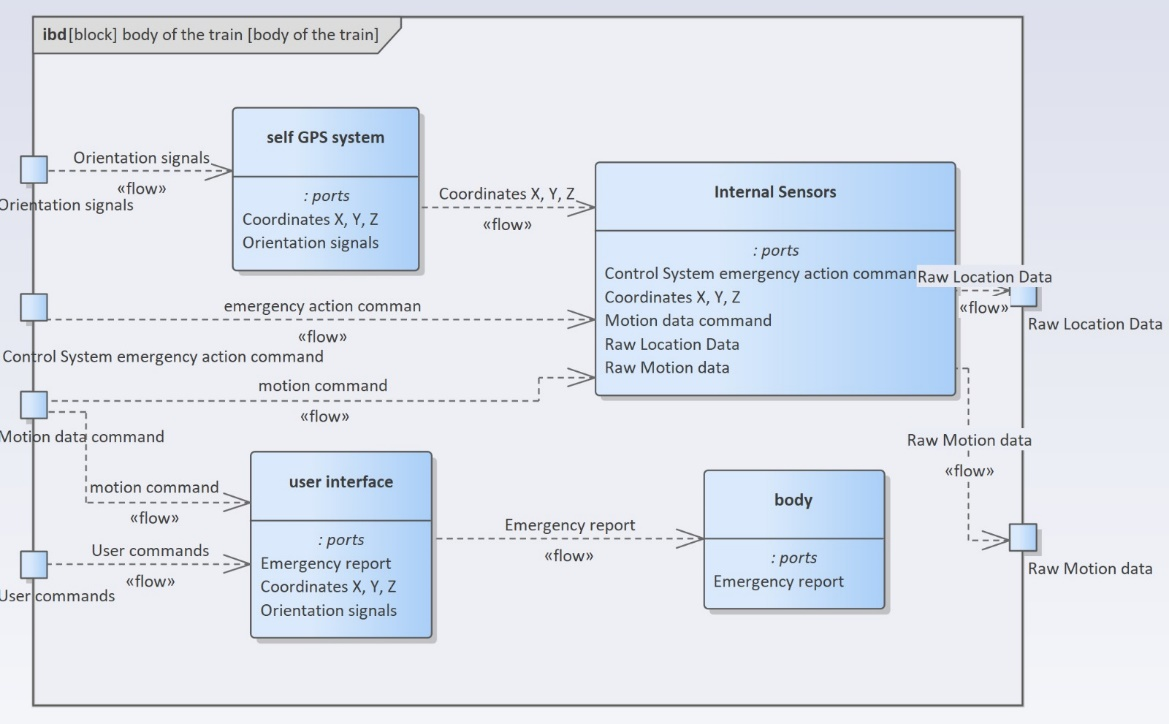 ibd [block] body of the train [body of the train]
self GPS system
: ports
Coordinates X, Y, Z
Orientation signals
Orientation signals
«flow»
Orientation signals
Coordinates X, Y, Z
«flow»
Internal Sensors
: ports
Control System emergency action comman
Coordinates X, Y, Z
Motion data command
Raw Location Data
Raw Motion data
Raw Location Data
«flow»
Raw Location Data
emergency action comman
«flow»
Control System emergency action command
motion command
«flow»
Motion data command
motion command
«flow»
User commands
«flow»
User commands
user interface
: ports
Emergency report
Coordinates X, Y, Z
Orientation signals
Emergency report
«flow»
body
: ports
Emergency report
Raw Motion data
«flow»
Raw Motion data